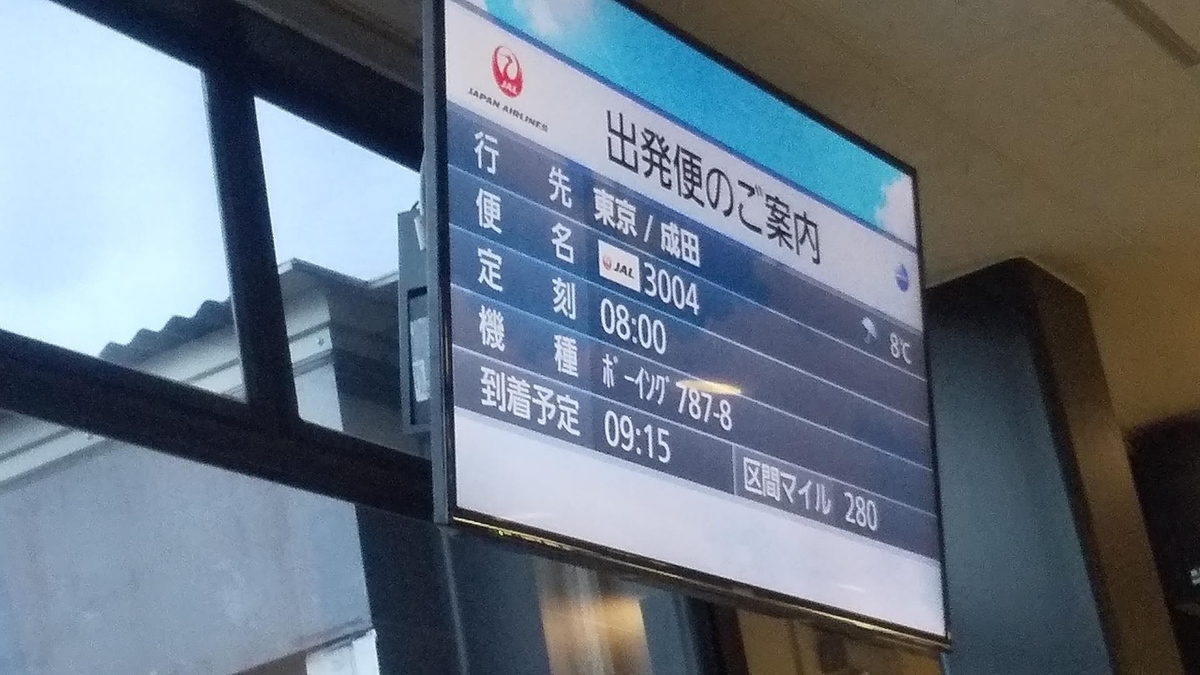 JAL
JAPAN AIRLINES
出発便のご案内
行先 東京 / 成田
便名 JAL 3004
8℃
定刻 08:00
機種 ボーイング 787-8
到着予定 09:15
区間マイル 280